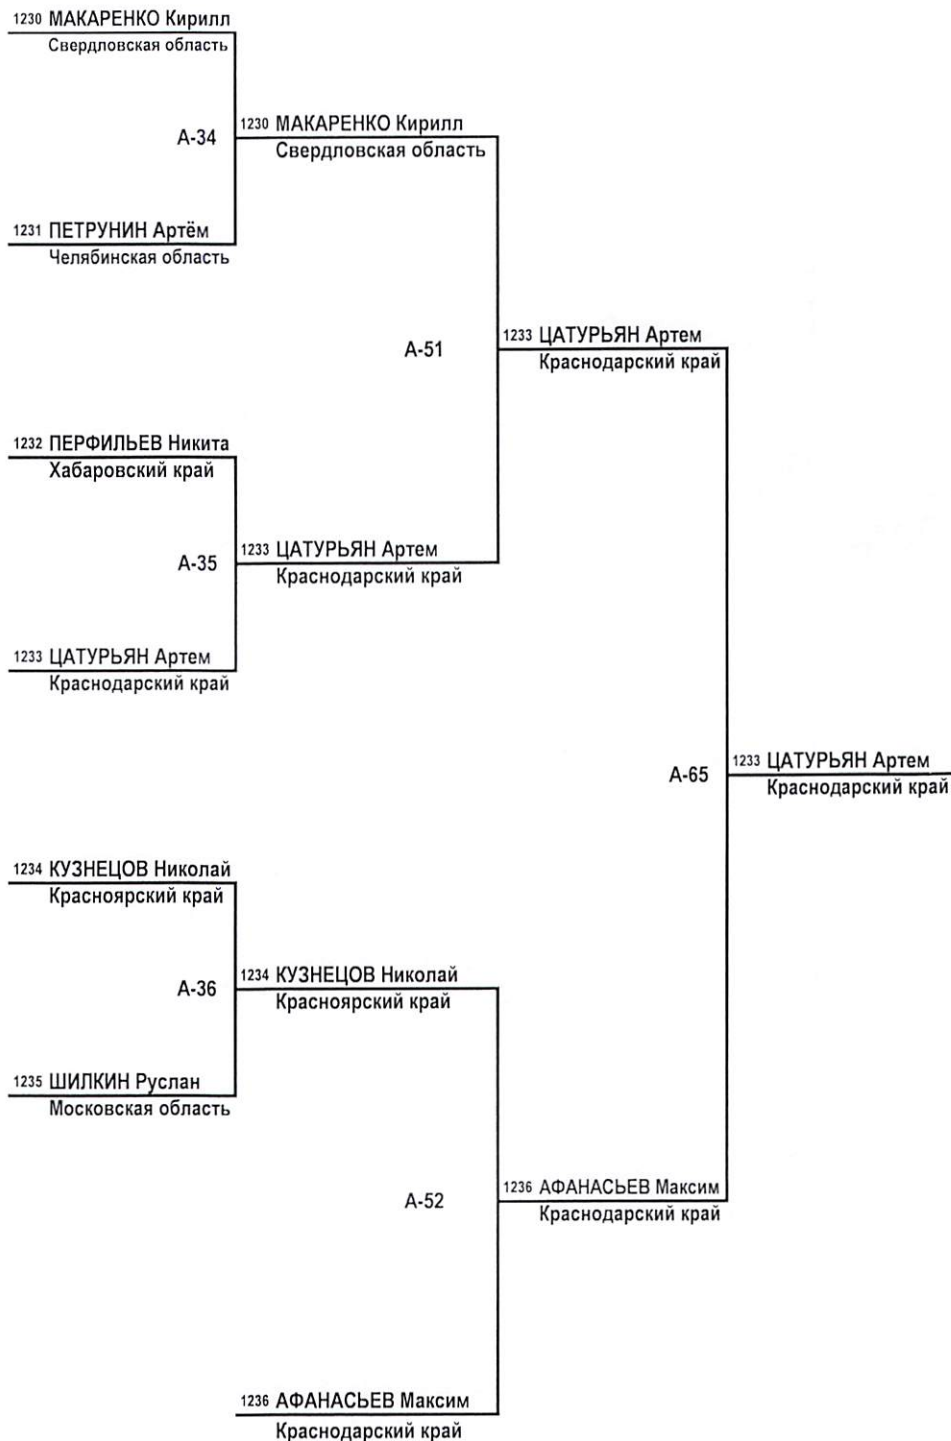 1230 МАКАРЕНКО Кирилл
Свердловская область
А-34
1230 МАКАРЕНКО Кирилл
Свердловская область
1231 ПЕТРУНИН Артём
Челябинская область
А-51
1233 ЦАТУРЬЯН Артем
Краснодарский край
1232 ПЕРФИЛЬЕВ Никита
Хабаровский край
А-35
1233 ЦАТУРЬЯН Артем
Краснодарский край
1233 ЦАТУРЬЯН Артем
Краснодарский край
А-65
1233 ЦАТУРЬЯН Артем
Краснодарский край
1234 КУЗНЕЦОВ Николай
Красноярский край
А-36
1234 КУЗНЕЦОВ Николай
Красноярский край
1235 ШИЛКИН Руслан
Московская область
А-52
1236 АФАНАСЬЕВ Максим
Краснодарский край
1236 АФАНАСЬЕВ Максим
Краснодарский край